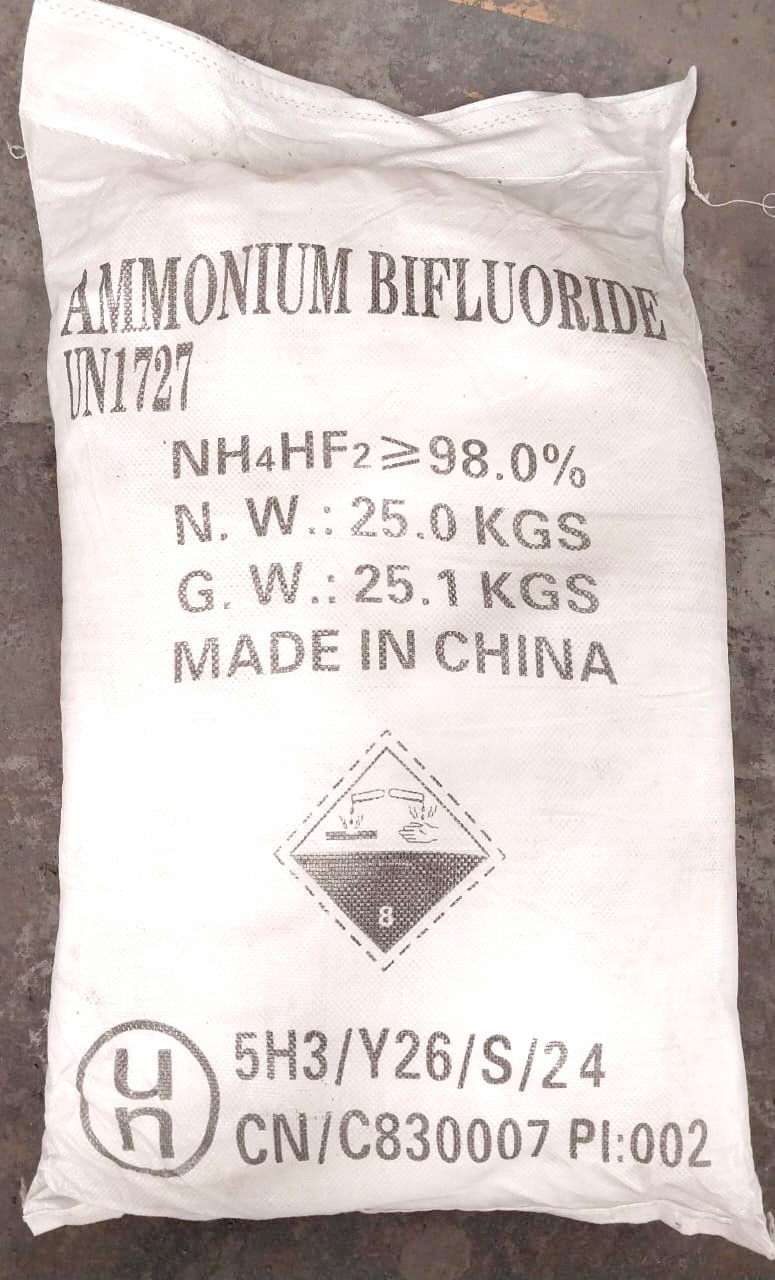 AMMONIUM BIFLUORIDE
UN1727
NH₄HF₂≥98.0%
N. W.: 25.0 KGS
G. W.: 25.1 KGS
MADE IN CHINA
8
un
5H3/Y26/S/24
CN/C830007 PI:002